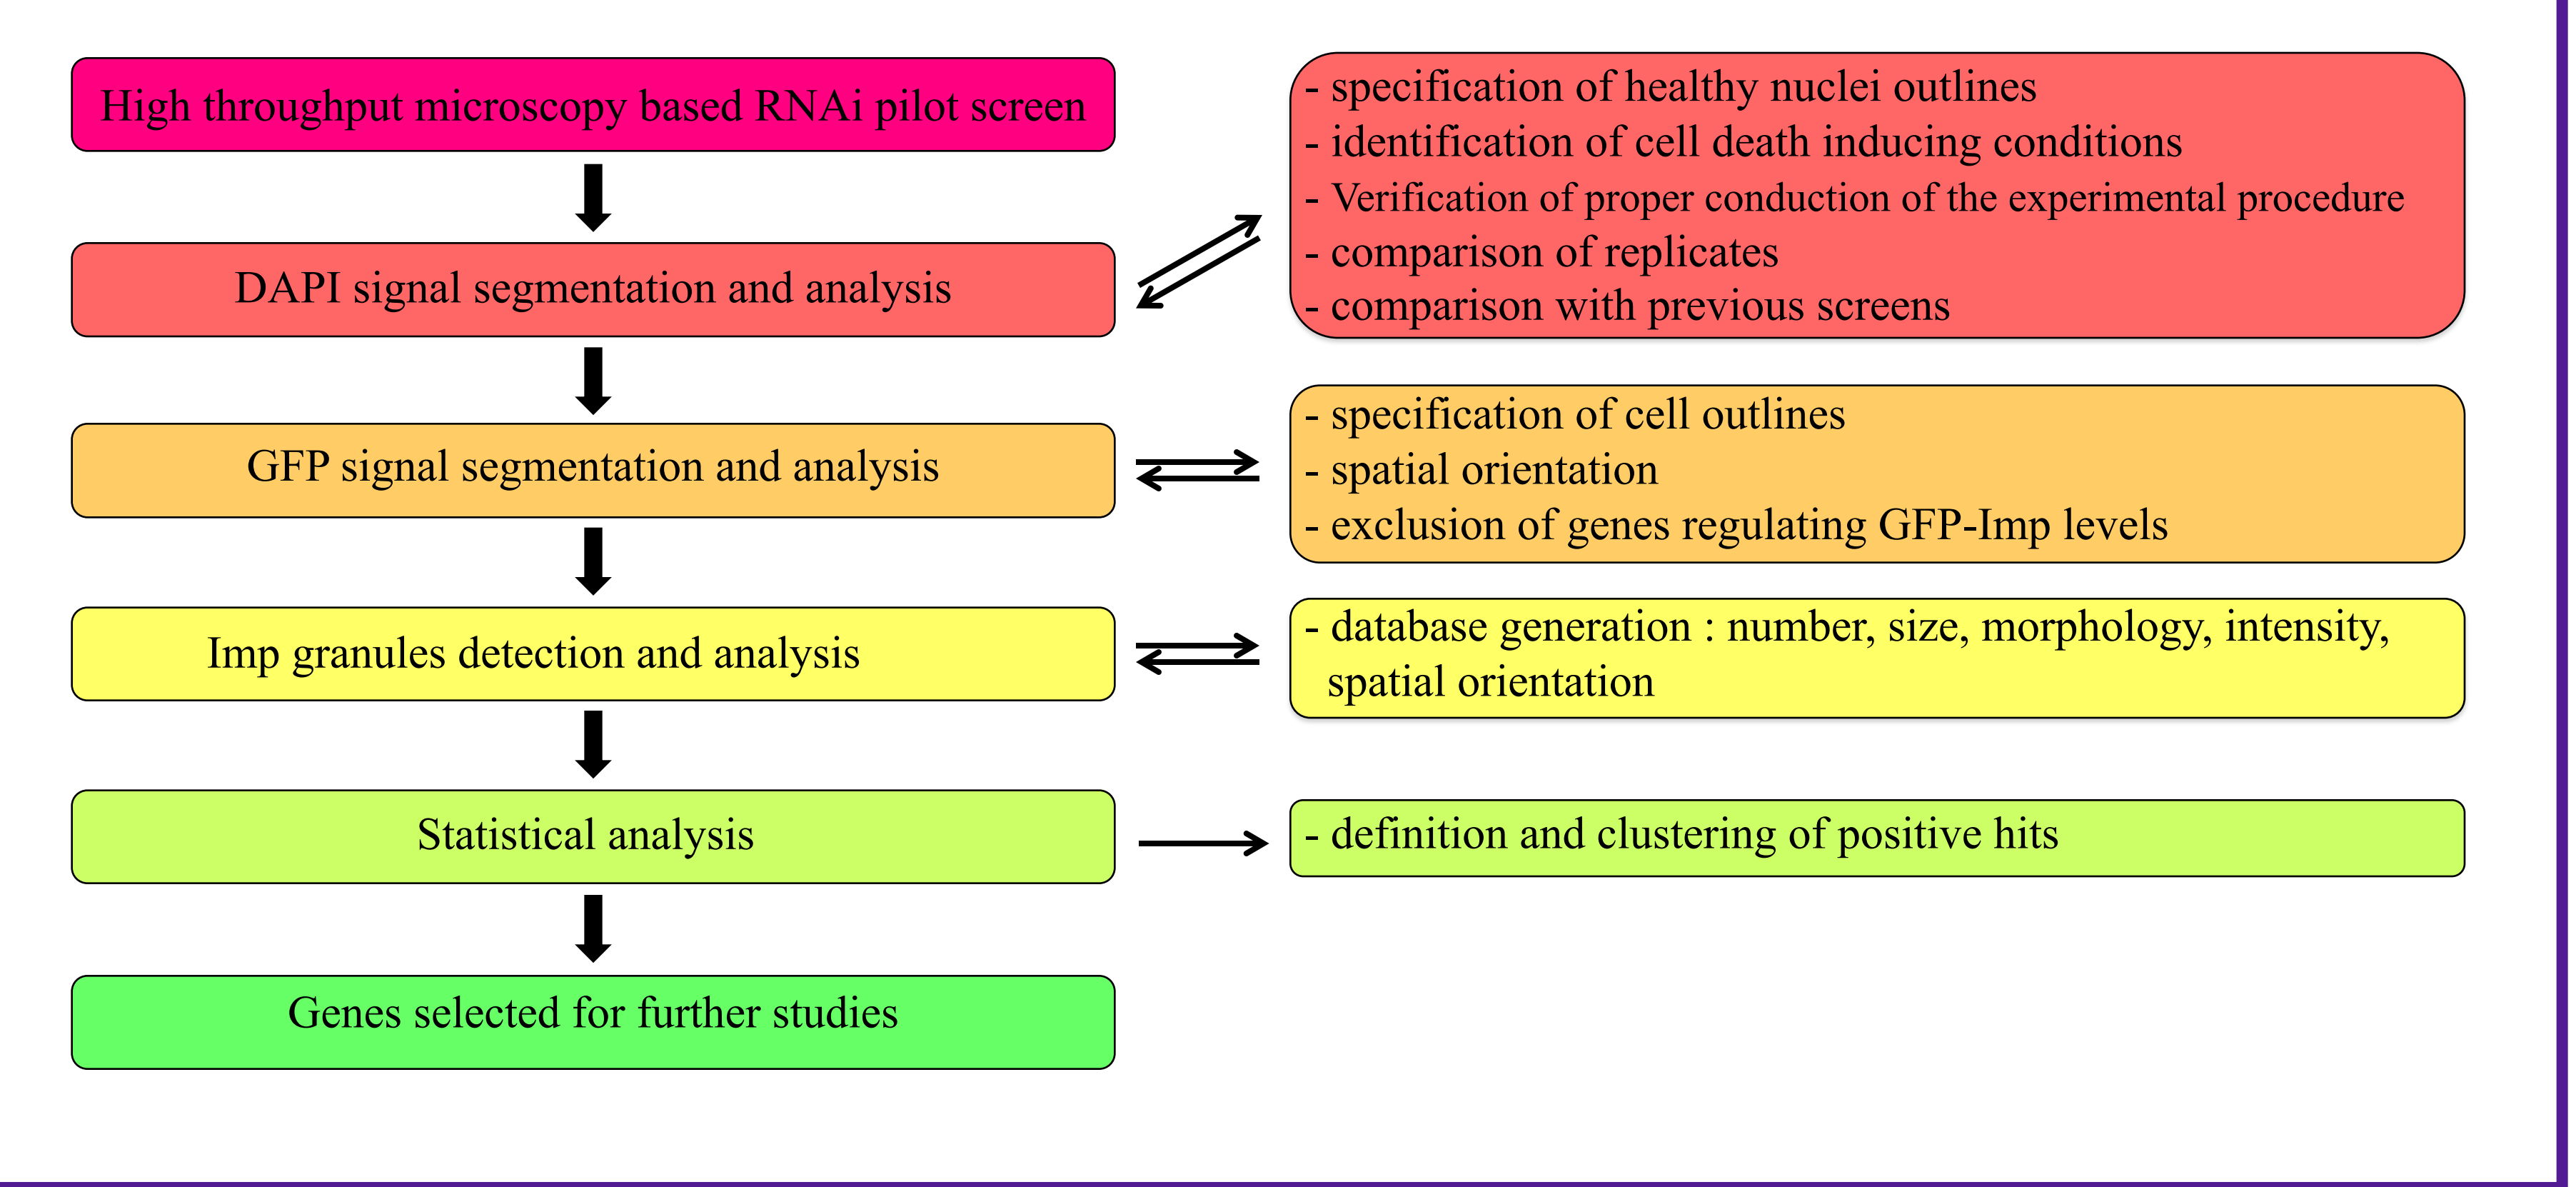 High throughput microscopy based RNAi pilot screen
DAPI signal segmentation and analysis
- specification of healthy nuclei outlines
- identification of cell death inducing conditions
- Verification of proper conduction of the experimental procedure
- comparison of replicates
- comparison with previous screens
GFP signal segmentation and analysis
- specification of cell outlines
- spatial orientation
- exclusion of genes regulating GFP-Imp levels
Imp granules detection and analysis
- database generation : number, size, morphology, intensity,
spatial orientation
Statistical analysis
- definition and clustering of positive hits
Genes selected for further studies